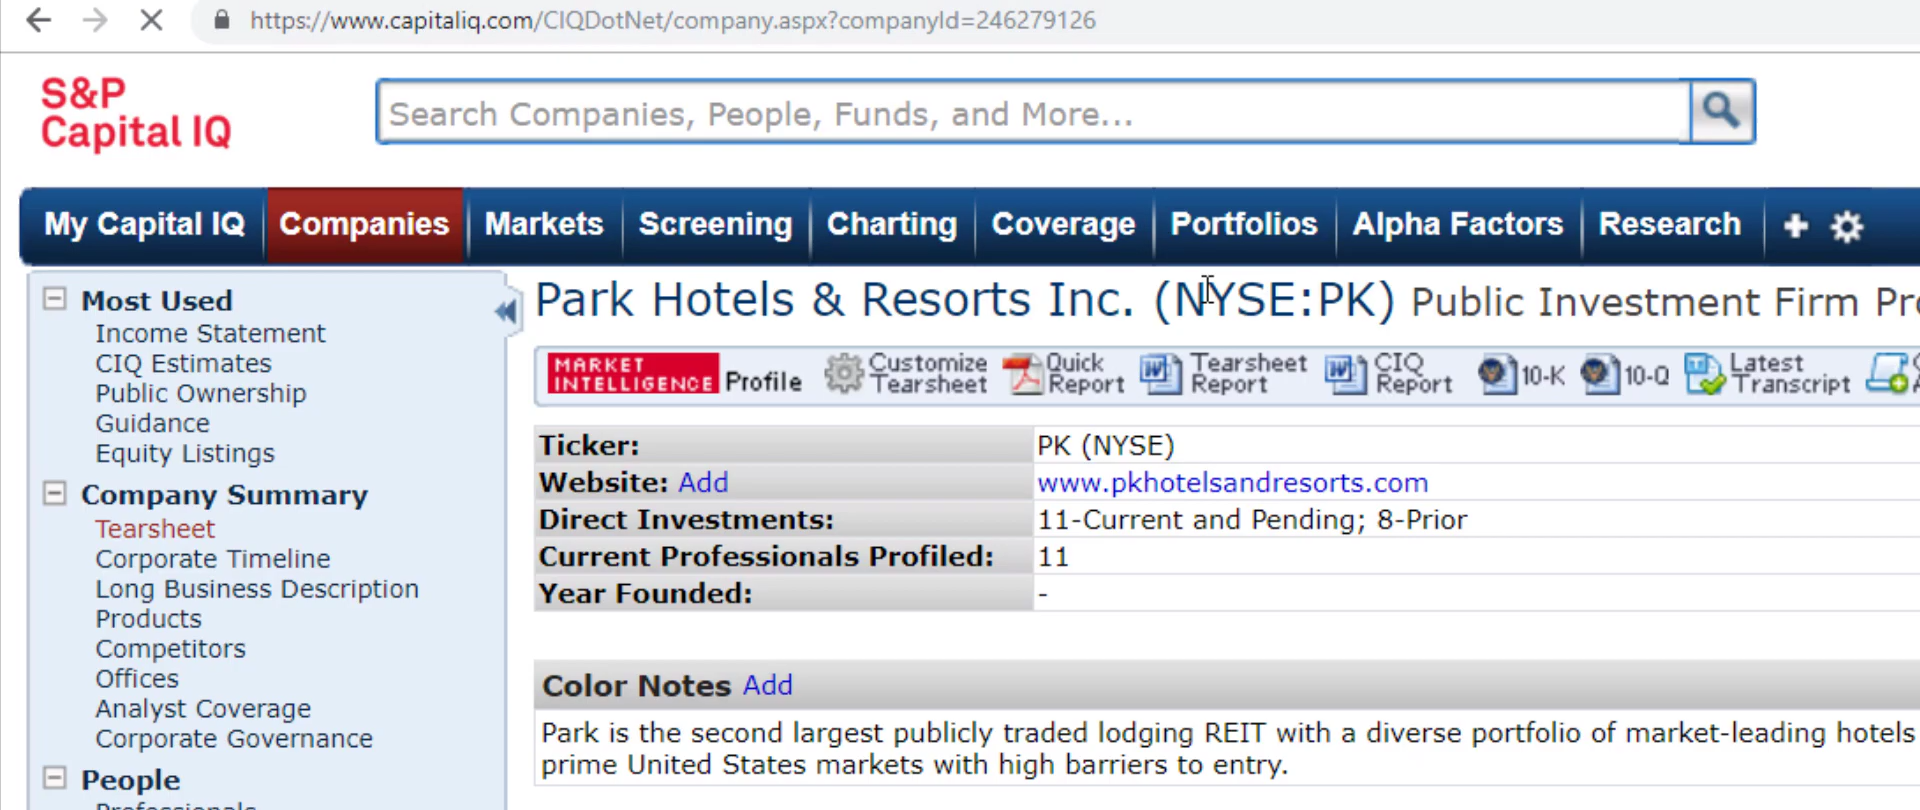 https://www.capitaliq.com/CIQDotNet/company.aspx?companyId=246279126
S&P
Capital IQ
Search Companies, People, Funds, and More...
My Capital IQ Companies Markets Screening Charting Coverage Portfolios Alpha Factors Research
Most Used
Income Statement
CIQ Estimates
Public Ownership
Guidance
Equity Listings
Company Summary
Tearsheet
Corporate Timeline
Long Business Description
Products
Competitors
Offices
Analyst Coverage
Corporate Governance
People
Professionals
Park Hotels & Resorts Inc. (NYSE:PK) Public Investment Firm
MARKET
INTELLIGENCE Profile
Customize
Tearsheet
Quick
Report
Tearsheet
Report
CIQ
Report
10-K
10-Q
Latest
Transcript
Ticker: PK (NYSE)
Website: Add www.pkhotelsandresorts.com
Direct Investments: 11-Current and Pending; 8-Prior
Current Professionals Profiled: 11
Year Founded: -
Color Notes Add
Park is the second largest publicly traded lodging REIT with a diverse portfolio of market-leading hotels
prime United States markets with high barriers to entry.